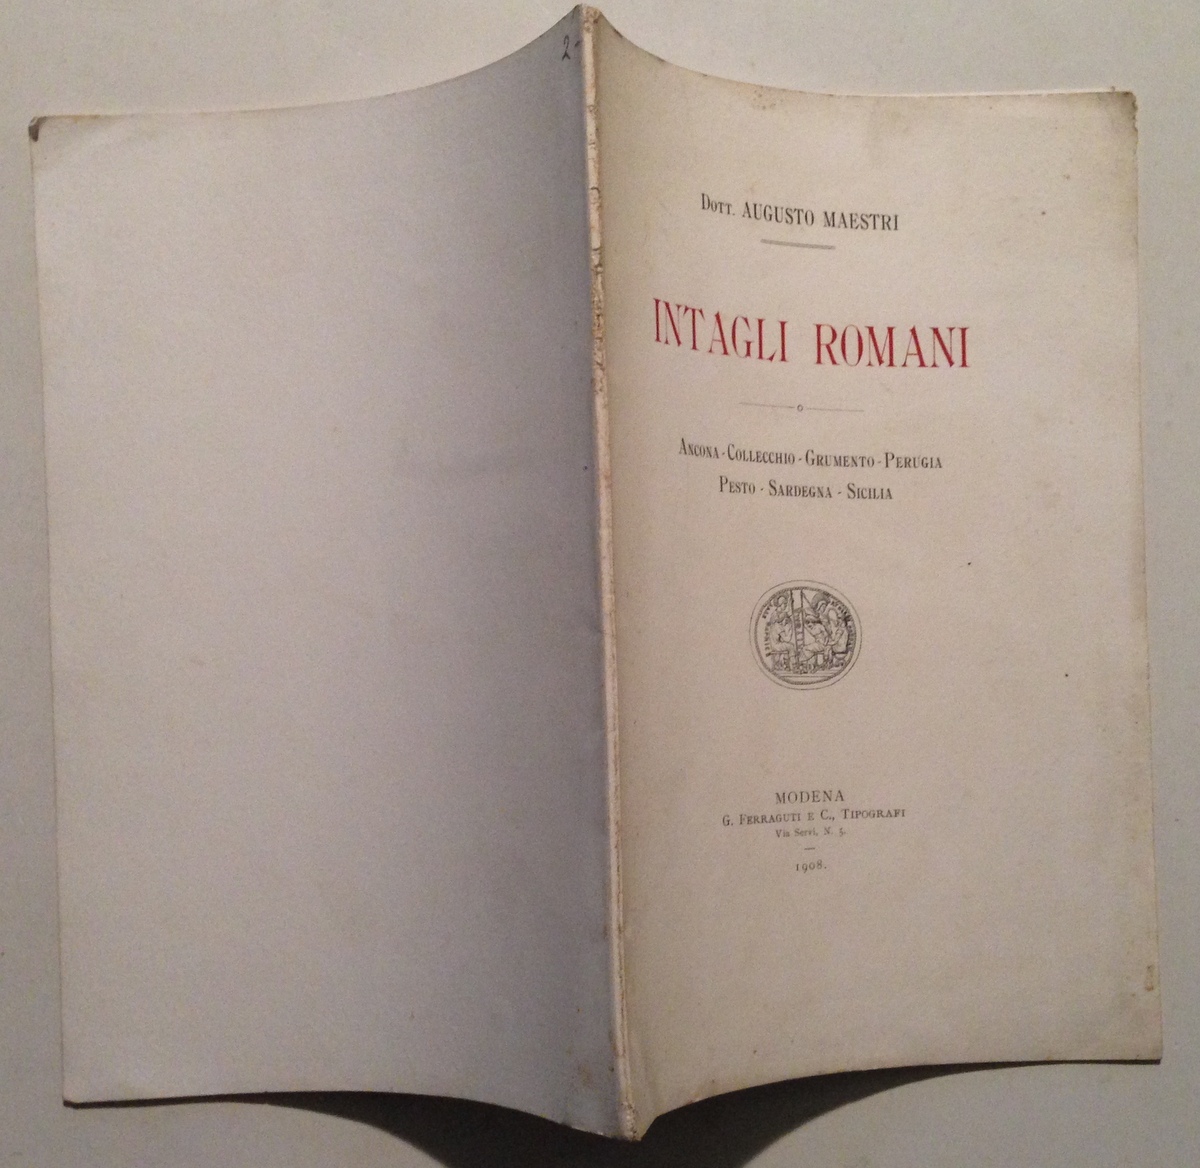 2-
Dott. AUGUSTO MAESTRI
INTAGLI ROMANI
Ancona - Collecchio - Grumento - Perugia
Pesto - Sardegna - Sicilia
MODENA
G. Ferraguti e C., Tipografi
Via Servi, N. 5.
1908.